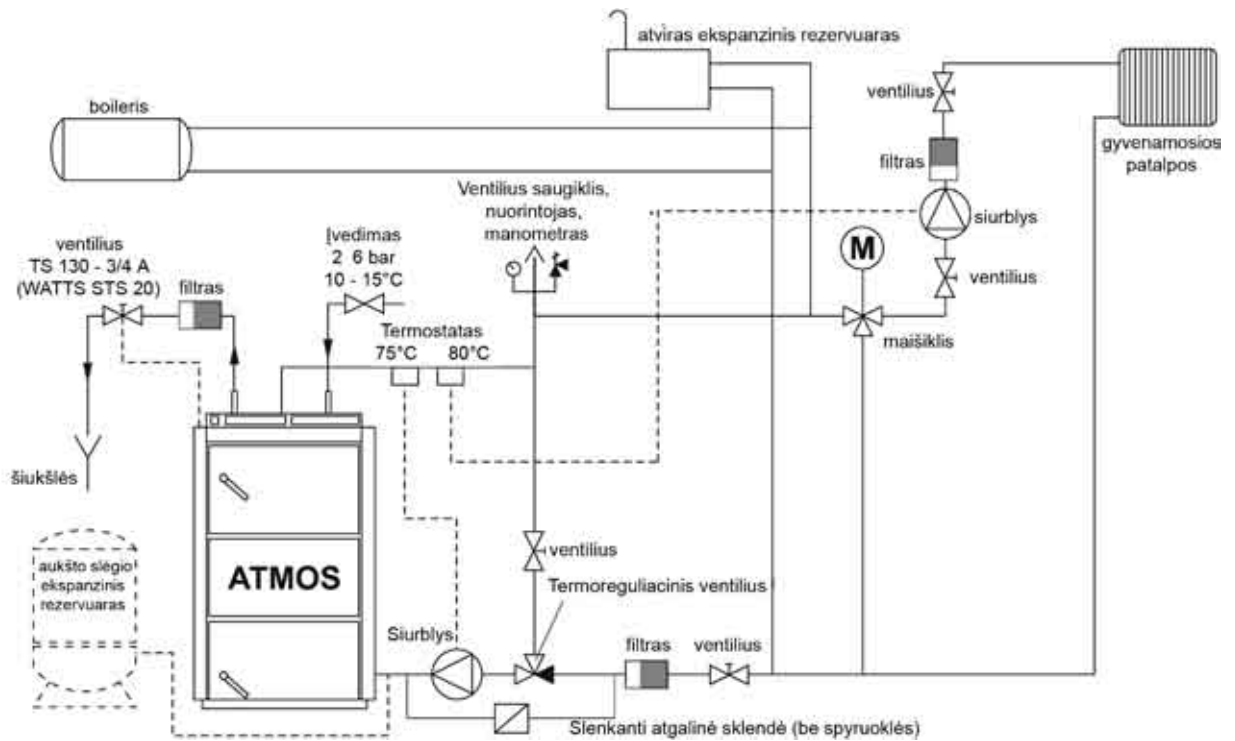 atviras ekspanzinis rezervuaras
boileris
ventilius
filtras
gyvenamosios
patalpos
siurblys
ventilius
maišiklis
M
Ventilius saugiklis,
nuorintojas,
manometras
Įvedimas
2 6 bar
10 - 15°C
ventilius
TS 130 - 3/4 A
(WATTS STS 20)
filtras
Termostatas
75°C 80°C
šiukšlės
aukšto slėgio
ekspanzinis
rezervuaras
ATMOS
ventilius
Termoreguliacinis ventilius
Siurblys
filtras
ventilius
Slenkanti atgalinė sklendė (be spyruoklės)